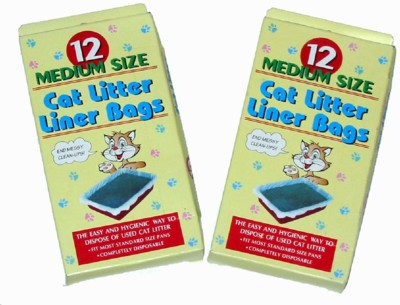 12
MEDIUM SIZE
Cat Litter
Liner Bags
END MESSY
CLEAN-UPS!
THE EASY AND HYGIENIC WAY TO
DISPOSE OF USED CAT LITTER
• FIT MOST STANDARD SIZE PANS
• COMPLETELY DISPOSABLE
12
MEDIUM SIZE
Cat Litter
Liner Bags
END MESSY
CLEAN-UPS!
THE EASY AND HYGIENIC WAY TO
DISPOSE OF USED CAT LITTER
• FIT MOST STANDARD SIZE PANS
• COMPLETELY DISPOSABLE